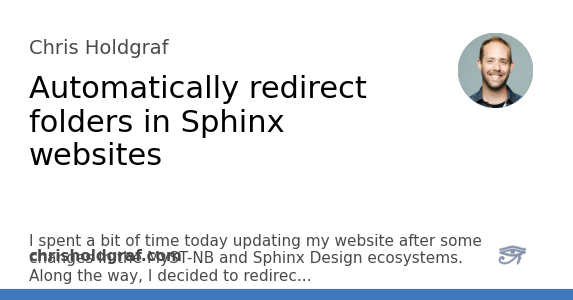 Chris Holdgraf
Automatically redirect
folders in Sphinx
websites
I spent a bit of time today updating my website after some
changes in the MyST-NB and Sphinx Design ecosystems.
chrisholdgraf.com
Along the way, I decided to redirec...